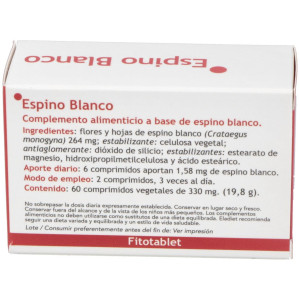 Espino Blanco
Espino Blanco
Complemento alimenticio a base de espino blanco.
Ingredientes: flores y hojas de espino blanco (Crataegus
monogyna) 264 mg; estabilizante: celulosa vegetal;
antiaglomerante: dióxido de silicio; estabilizantes: estearato de
magnesio, hidroxipropilmetilcelulosa y ácido esteárico.
Aporte diario: 6 comprimidos aportan 1,58 mg de espino blanco.
Modo de empleo: 2 comprimidos, 3 veces al día.
Contenido: 60 comprimidos vegetales de 330 mg. (19,8 g).
No sobrepasar la dosis diaria expresamente establecida. Conservar en lugar seco y fresco.
Conservar fuera del alcance y de la vista de los niños más pequeños. Los complementos
alimenticios no deben utilizarse como sustitutos de una dieta equilibrada. Eladiet recomienda
seguir una dieta variada y equilibrada y un estilo de vida saludable.
Lote / Consumir preferentemente antes del fin de: Ver impresión
Fitotablet